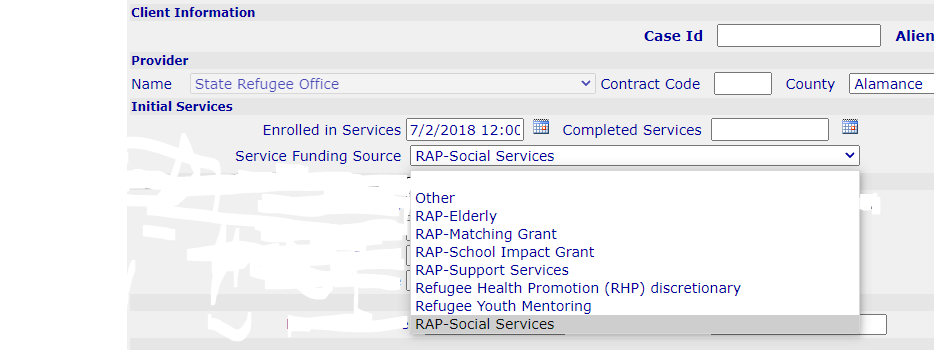 Client Information
Case Id Alien
Provider
Name State Refugee Office Contract Code County Alamance
Initial Services
Enrolled in Services 7/2/2018 12:00 Completed Services
Service Funding Source RAP-Social Services
Other
RAP-Elderly
RAP-Matching Grant
RAP-School Impact Grant
RAP-Support Services
Refugee Health Promotion (RHP) discretionary
Refugee Youth Mentoring
RAP-Social Services